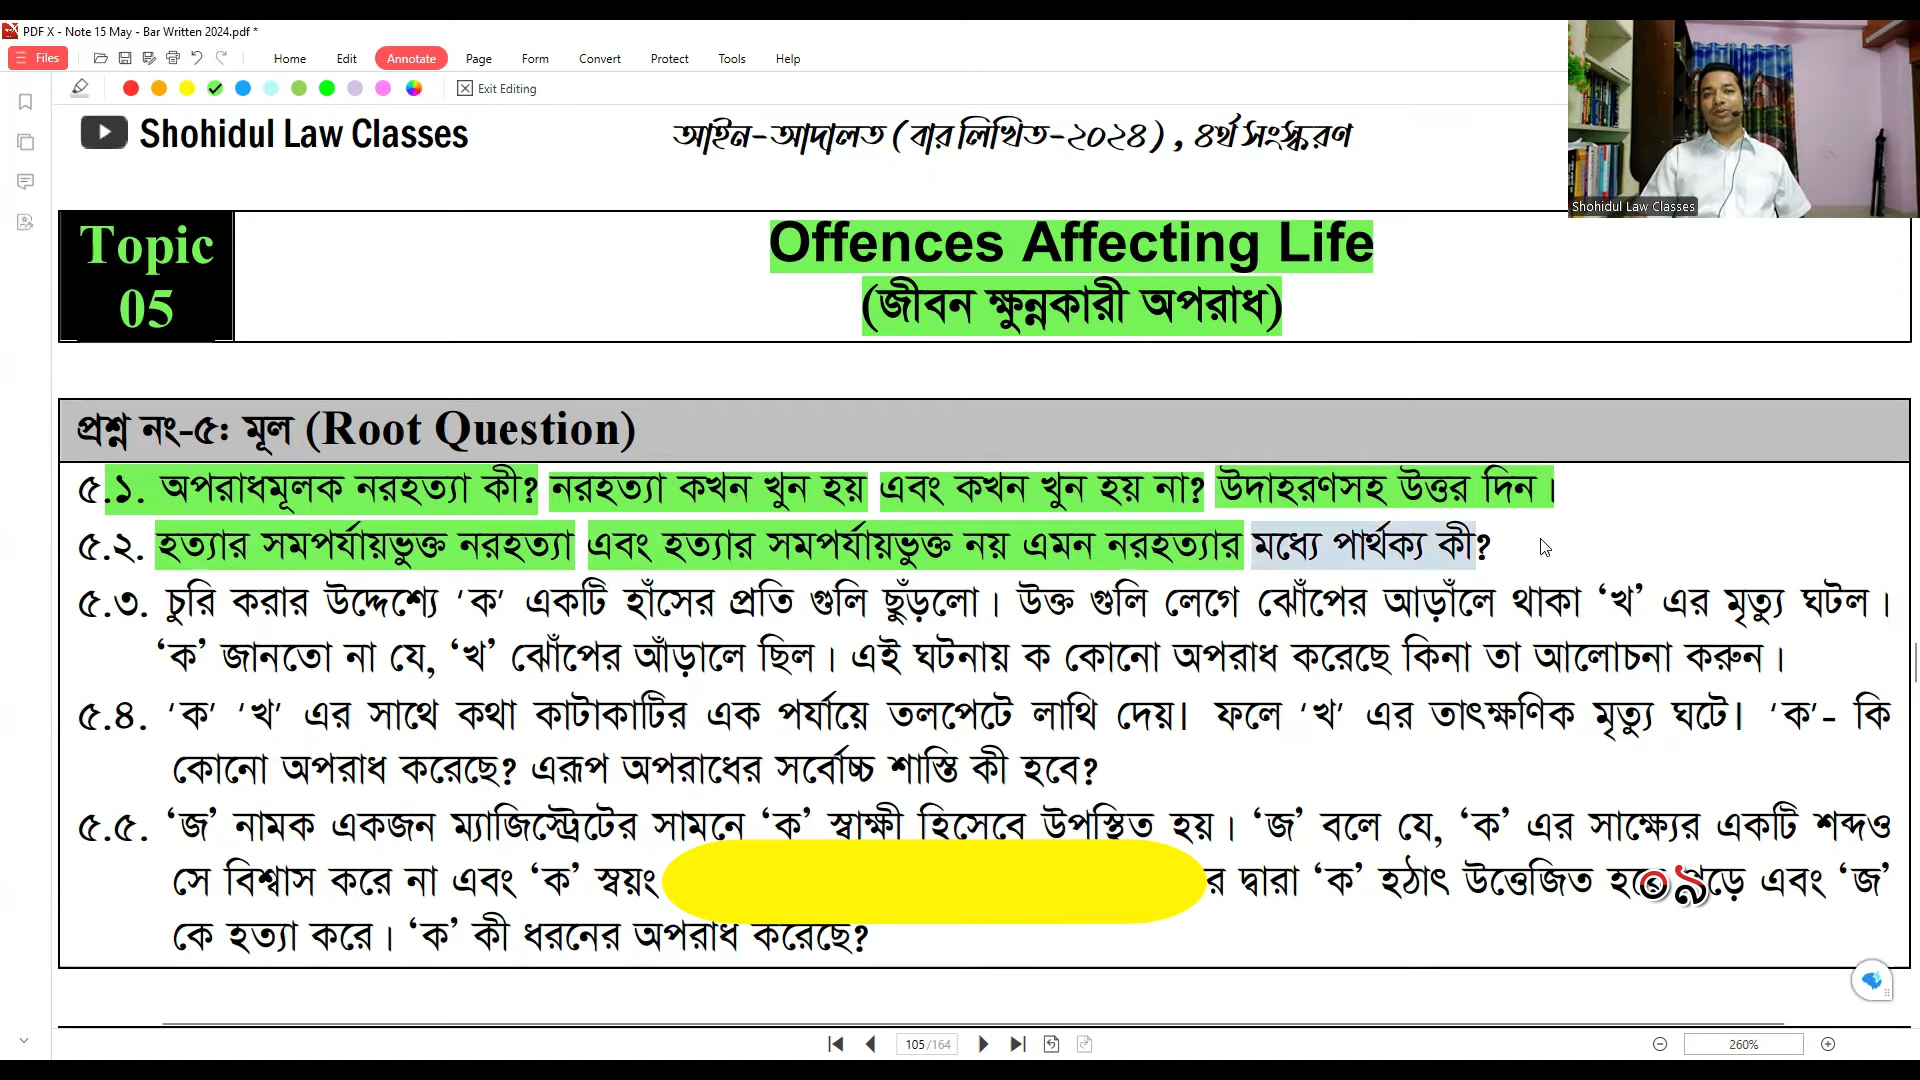 PDF X - Note 15 May - Bar Written 2024.pdf *
Files Home Edit Annotate Page Form Convert Protect Tools Help
Exit Editing
Shohidul Law Classes আইন-আদালত (বার লিখিত-২০২৪), ৪র্থ সংস্করণ
Shohidul Law Classes
Topic
05
Offences Affecting Life
(জীবন ক্ষুন্নকারী অপরাধ)
প্রশ্ন নং-৫: মূল (Root Question)
৫.১. অপরাধমূলক নরহত্যা কী? নরহত্যা কখন খুন হয় এবং কখন খুন হয় না? উদাহরণসহ উত্তর দিন।
৫.২. হত্যার সমপর্যায়ভুক্ত নরহত্যা এবং হত্যার সমপর্যায়ভুক্ত নয় এমন নরহত্যার মধ্যে পার্থক্য কী?
৫.৩. চুরি করার উদ্দেশ্যে ‘ক’ একটি হাঁসের প্রতি গুলি ছুঁড়লো। উক্ত গুলি লেগে ঝোঁপের আড়াঁলে থাকা ‘খ’ এর মৃত্যু ঘটল।
‘ক’ জানতো না যে, ‘খ’ ঝোঁপের আঁড়ালে ছিল। এই ঘটনায় ক কোনো অপরাধ করেছে কিনা তা আলোচনা করুন।
৫.৪. ‘ক’ ‘খ’ এর সাথে কথা কাটাকাটির এক পর্যায়ে তলপেটে লাথি দেয়। ফলে ‘খ’ এর তাৎক্ষণিক মৃত্যু ঘটে। ‘ক’- কি
কোনো অপরাধ করেছে? এরূপ অপরাধের সর্বোচ্চ শাস্তি কী হবে?
৫.৫. ‘জ’ নামক একজন ম্যাজিস্ট্রেটের সামনে ‘ক’ স্বাক্ষী হিসেবে উপস্থিত হয়। ‘জ’ বলে যে, ‘ক’ এর সাক্ষ্যের একটি শব্দও
সে বিশ্বাস করে না এবং ‘ক’ স্বয়ং র দ্বারা ‘ক’ হঠাৎ উত্তেজিত ০৯ এবং ‘জ’
কে হত্যা করে। ‘ক’ কী ধরনের অপরাধ করেছে?
105 /164 260%